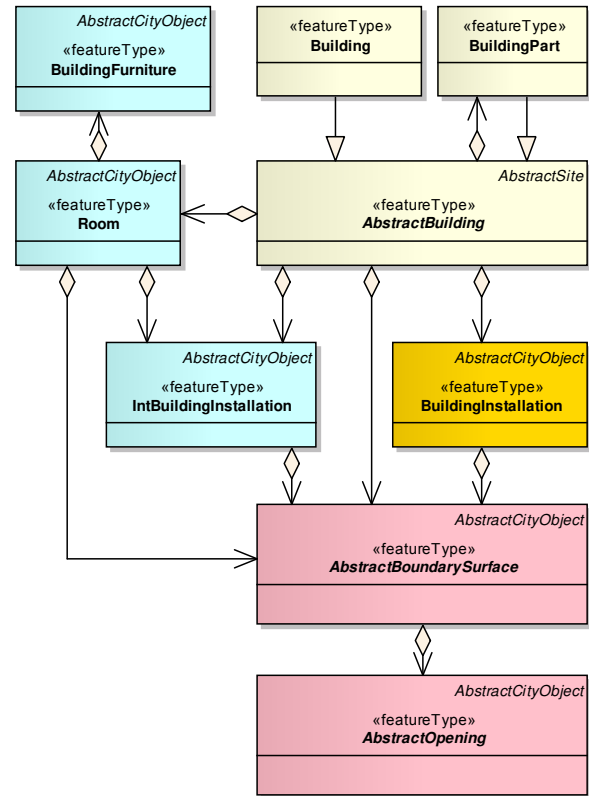 AbstractCityObject
«featureType»
BuildingFurniture
«featureType»
Building
«featureType»
BuildingPart
AbstractCityObject
«featureType»
Room
AbstractSite
«featureType»
AbstractBuilding
AbstractCityObject
«featureType»
IntBuildingInstallation
AbstractCityObject
«featureType»
BuildingInstallation
AbstractCityObject
«featureType»
AbstractBoundarySurface
AbstractCityObject
«featureType»
AbstractOpening